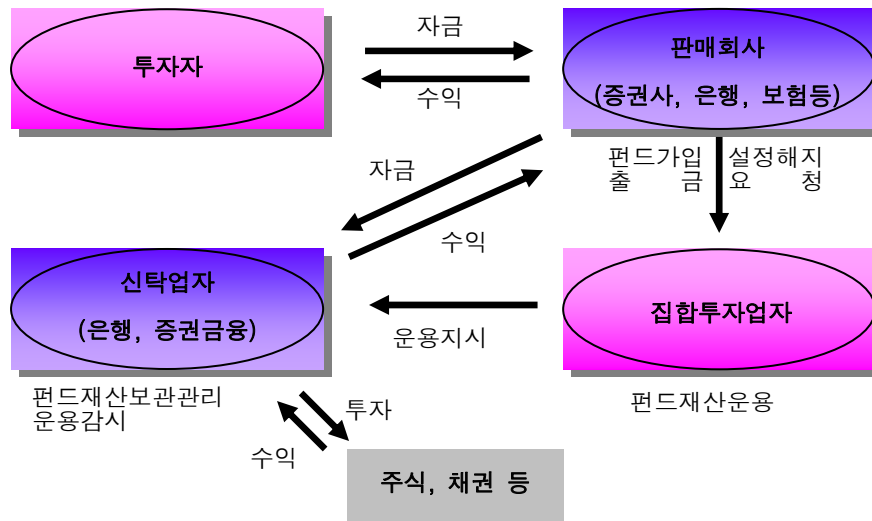 자금
투자자
판매회사
(증권사, 은행, 보험등)
수익
펀드가입 설정해지
출 금 요 청
자금
수익
신탁업자
(은행, 증권금융)
집합투자업자
운용지시
펀드재산보관관리
운용감시
펀드재산운용
투자
수익
주식, 채권 등